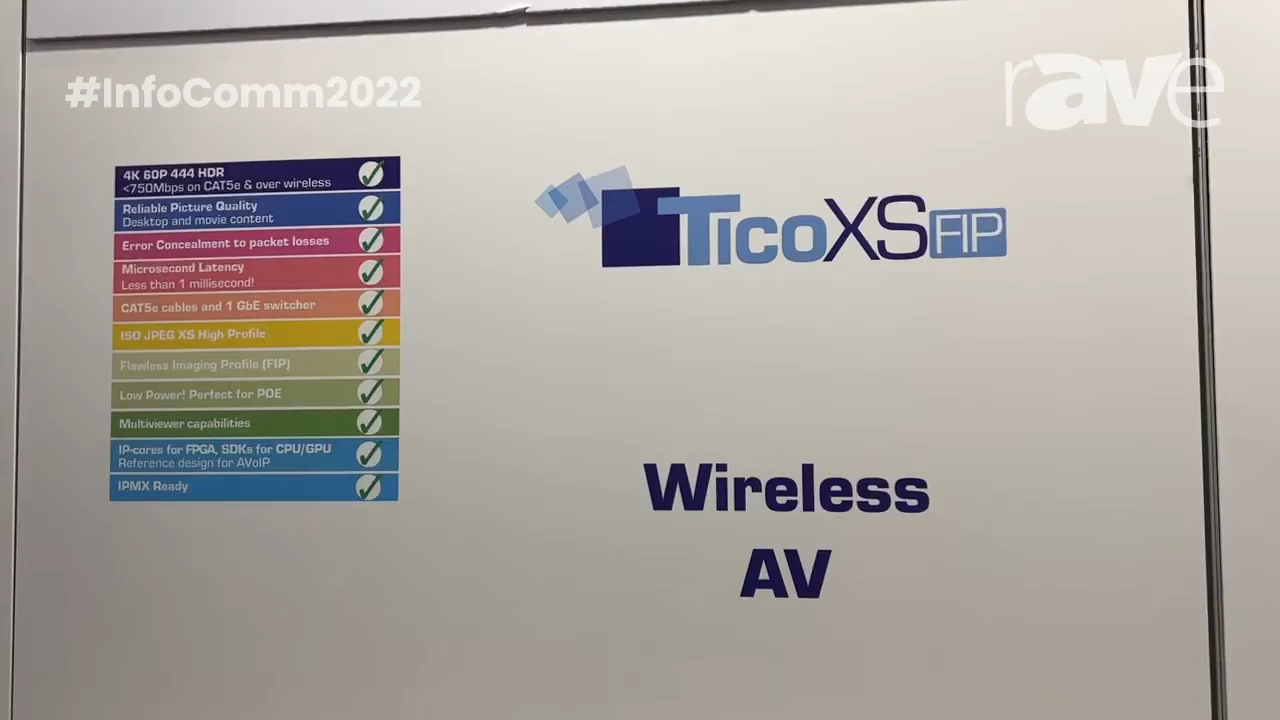 #InfoComm2022
rave
4K 60P 444 HDR
<750Mbps on CAT5e & over wireless
Reliable Picture Quality
Desktop and movie content
Error Concealment to packet losses
Microsecond Latency
Less than 1 millisecond!
CAT5e cables and 1 GbE switcher
ISO JPEG XS High Profile
Flawless Imaging Profile (FIP)
Low Power! Perfect for POE
Multiviewer capabilities
IP-cores for FPGA, SDKs for CPU/GPU
Reference design for AVoIP
IPMX Ready
TicoXS FIP
Wireless
AV